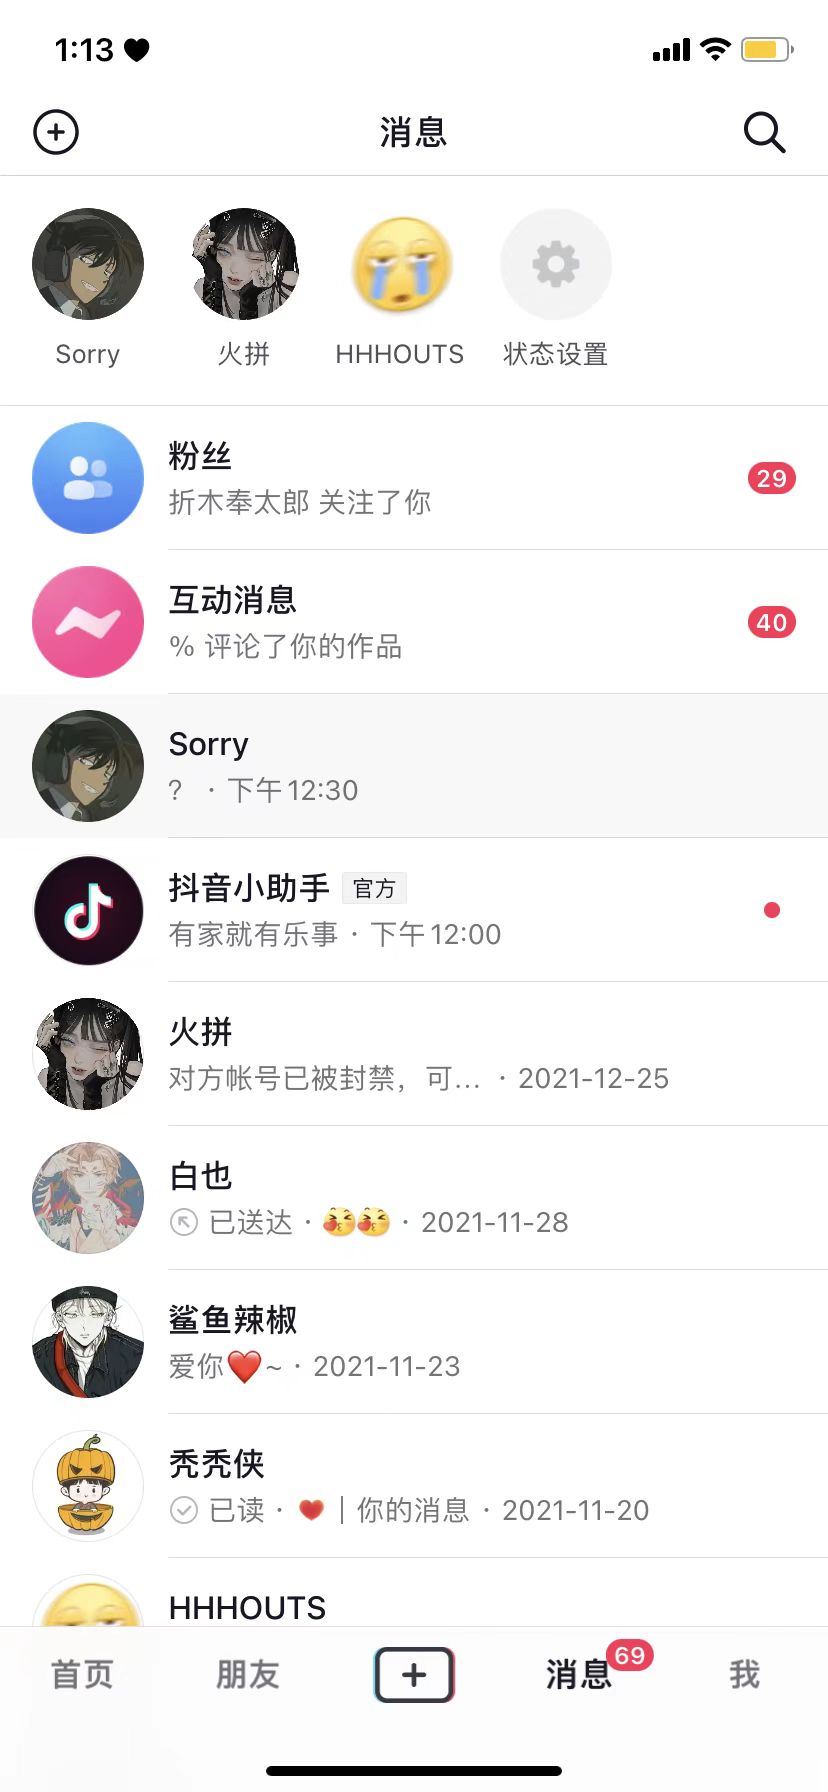 1:13
消息
Sorry
火拼
HHHOUTS
状态设置
粉丝
折木奉太郎 关注了你
29
互动消息
% 评论了你的作品
40
Sorry
? · 下午12:30
抖音小助手 官方
有家就有乐事 · 下午12:00
火拼
对方帐号已被封禁，可... · 2021-12-25
白也
已送达 · 😘😘 · 2021-11-28
鲨鱼辣椒
爱你❤️~ · 2021-11-23
秃秃侠
已读 · ❤️ | 你的消息 · 2021-11-20
HHHOUTS
首页
朋友
消息
69
我